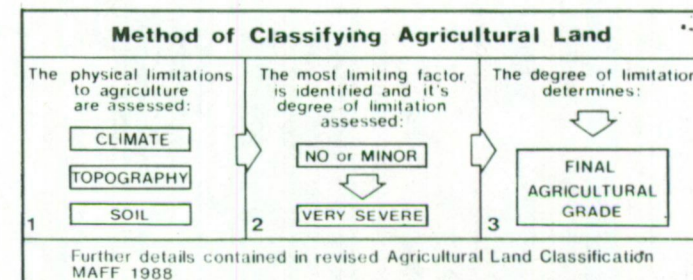 Method of Classifying Agricultural Land
The physical limitations
to agriculture
are assessed:
CLIMATE
TOPOGRAPHY
SOIL
1
The most limiting factor
is identified and it's
degree of limitation
assessed:
NO or MINOR
VERY SEVERE
2
The degree of limitation
determines:
FINAL
AGRICULTURAL
GRADE
3
Further details contained in revised Agricultural Land Classification
MAFF 1988